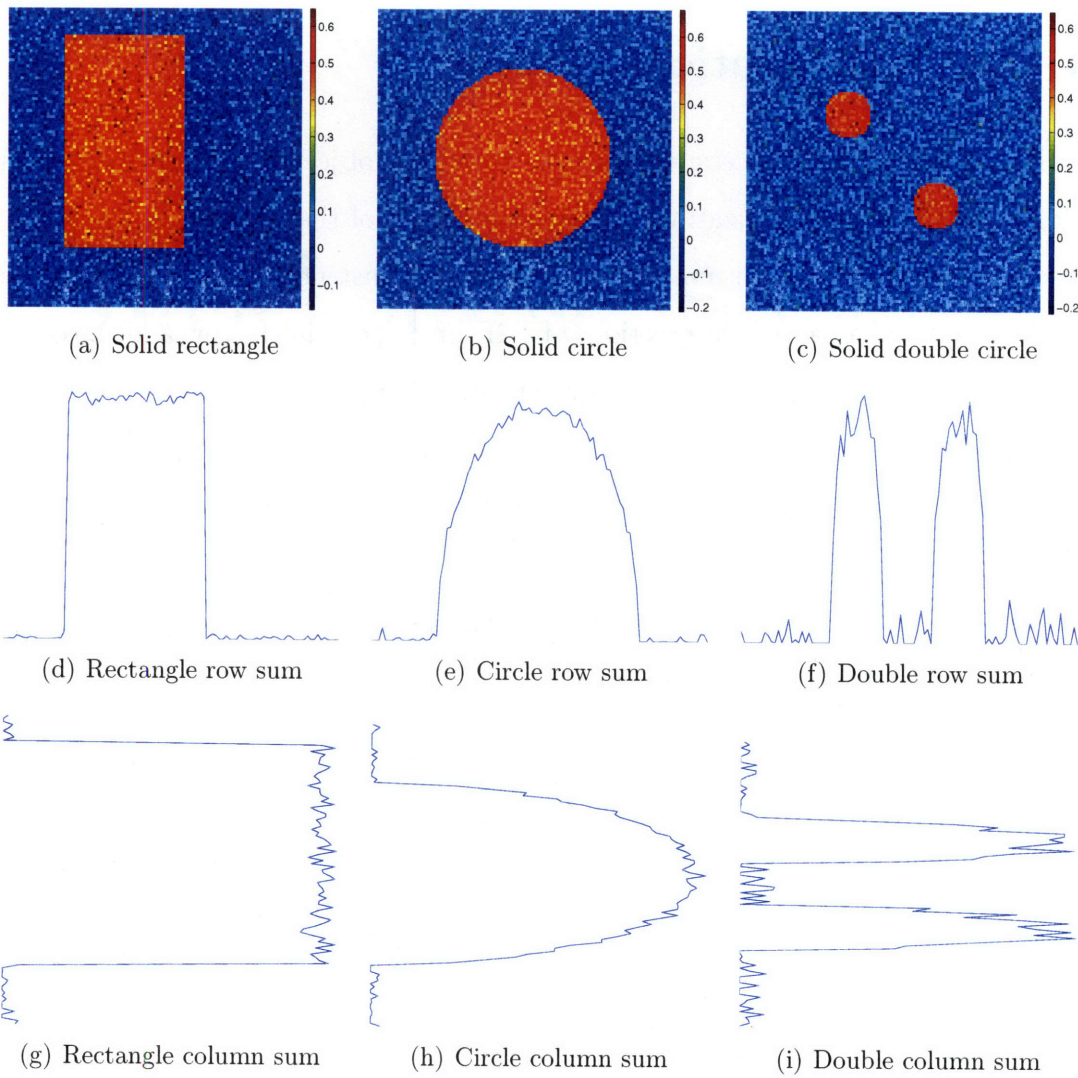 0.6
0.5
0.4
0.3
0.2
0.1
0
−0.1
0.6
0.5
0.4
0.3
0.2
0.1
0
−0.1
−0.2
0.6
0.5
0.4
0.3
0.2
0.1
0
−0.1
−0.2
(a) Solid rectangle
(b) Solid circle
(c) Solid double circle
(d) Rectangle row sum
(e) Circle row sum
(f) Double row sum
(g) Rectangle column sum
(h) Circle column sum
(i) Double column sum